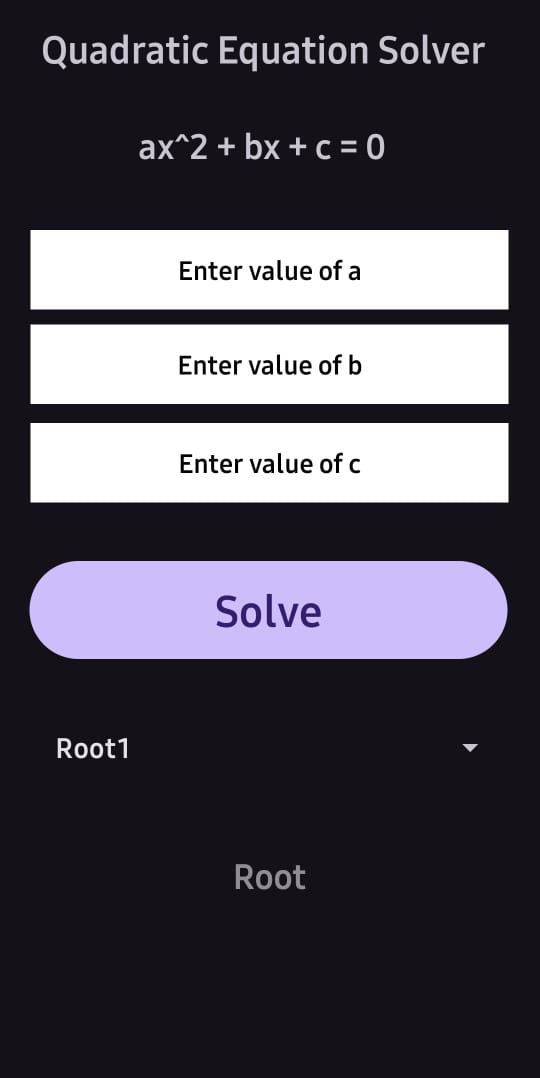 Quadratic Equation Solver
ax^2 + bx + c = 0
Enter value of a
Enter value of b
Enter value of c
Solve
Root1
Root